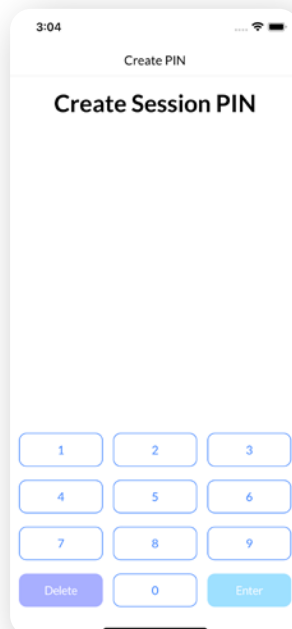 3:04
Create PIN
Create Session PIN
1 2 3
4 5 6
7 8 9
Delete 0 Enter